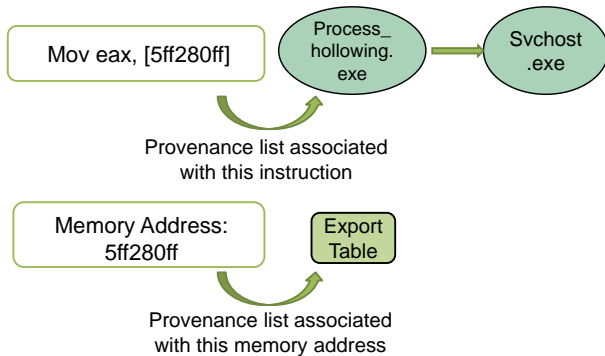 Mov eax, [5ff280ff]
Process_
hollowing.
exe
Svchost
.exe
Provenance list associated
with this instruction
Memory Address:
5ff280ff
Export
Table
Provenance list associated
with this memory address